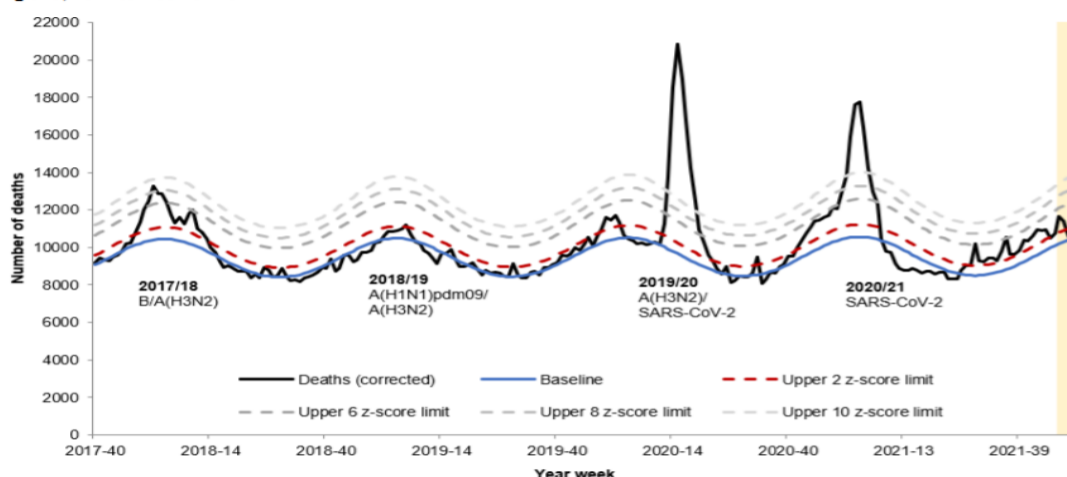 22000
20000
18000
16000
14000
12000
10000
8000
6000
4000
2000
0
Number of deaths
2017/18
B/A(H3N2)
2018/19
A(H1N1)pdm09/
A(H3N2)
2019/20
A(H3N2)/
SARS-CoV-2
2020/21
SARS-CoV-2
Deaths (corrected) Baseline Upper 2 z-score limit
Upper 6 z-score limit Upper 8 z-score limit Upper 10 z-score limit
2017-40 2018-14 2018-40 2019-14 2019-40 2020-14 2020-40 2021-13 2021-39
Year week